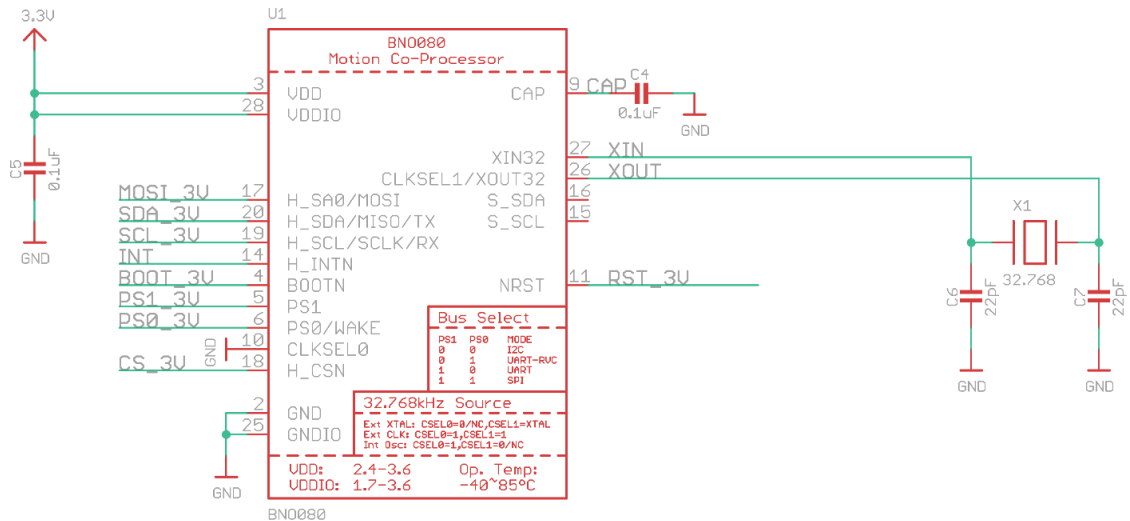 3.3V
U1
BNO080
Motion Co-Processor
3 VDD
28 VDDIO
CAP 9 CAP C4
0.1uF
GND
C5 0.1uF
GND
XIN32 27 XIN
CLKSEL1/XOUT32 26 XOUT
S_SDA 16
S_SCL 15
MOSI_3V 17 H_SA0/MOSI
SDA_3V 20 H_SDA/MISO/TX
SCL_3V 19 H_SCL/SCLK/RX
INT 14 H_INTN
BOOT_3V 4 BOOTN
PS1_3V 5 PS1
PS0_3V 6 PS0/WAKE
GND 10 CLKSEL0
CS_3V 18 H_CSN
2 GND
25 GNDIO
GND
NRST 11 RST_3V
X1
32.768
C6 22pF
C7 22pF
GND
GND
Bus Select
PS1 PS0 MODE
0 0 I2C
0 1 UART-RVC
1 0 UART
1 1 SPI
32.768kHz Source
Ext XTAL: CSEL0=0/NC,CSEL1=XTAL
Ext CLK: CSEL0=1,CSEL1=1
Int Osc: CSEL0=1,CSEL1=0/NC
VDD: 2.4-3.6
VDDIO: 1.7-3.6
Op. Temp:
-40~85°C
BNO080